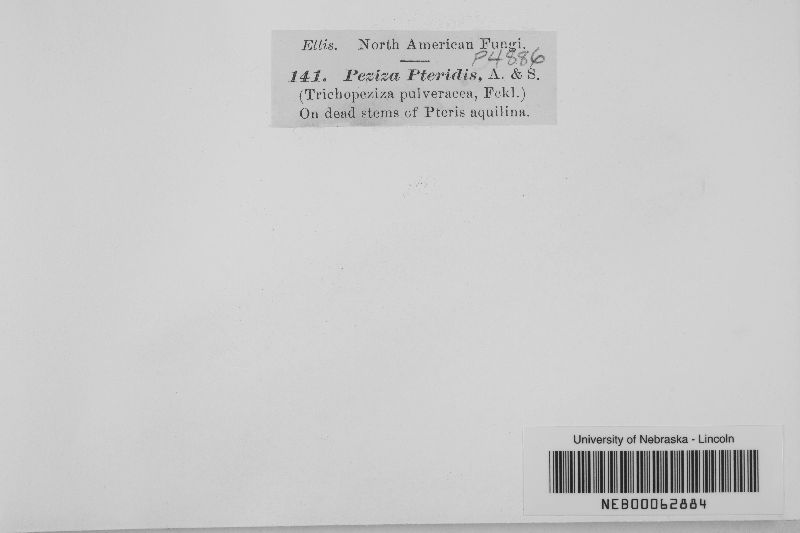 Ellis. North American Fungi.
P4886
141. Peziza Pteridis, A. & S.
(Trichopeziza pulveracea, Fckl.)
On dead stems of Pteris aquilina.
University of Nebraska - Lincoln
NEB00062884